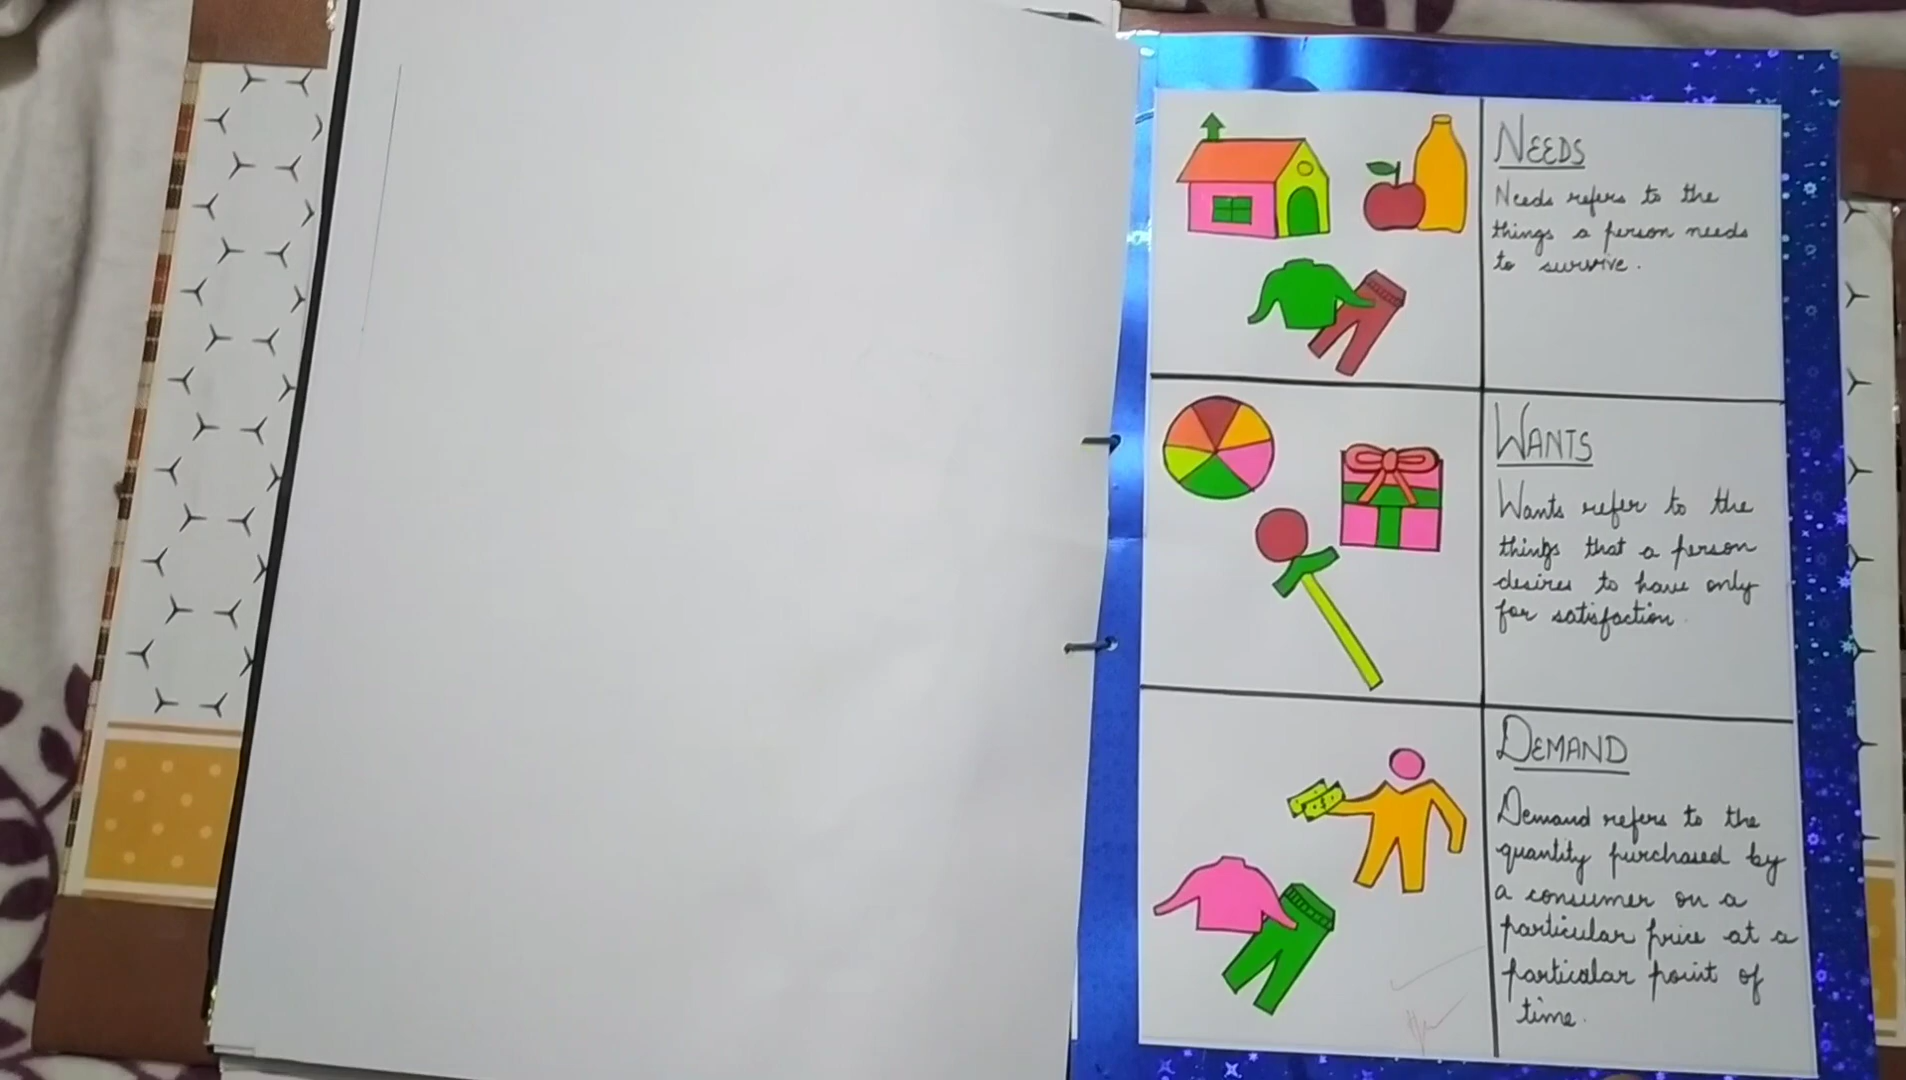 NEEDS
Needs refers to the
things a person needs
to survive.
WANTS
Wants refer to the
things that a person
desires to have only
for satisfaction.
DEMAND
Demand refers to the
quantity purchased by
a consumer on a
particular price at a
particular point of
time.